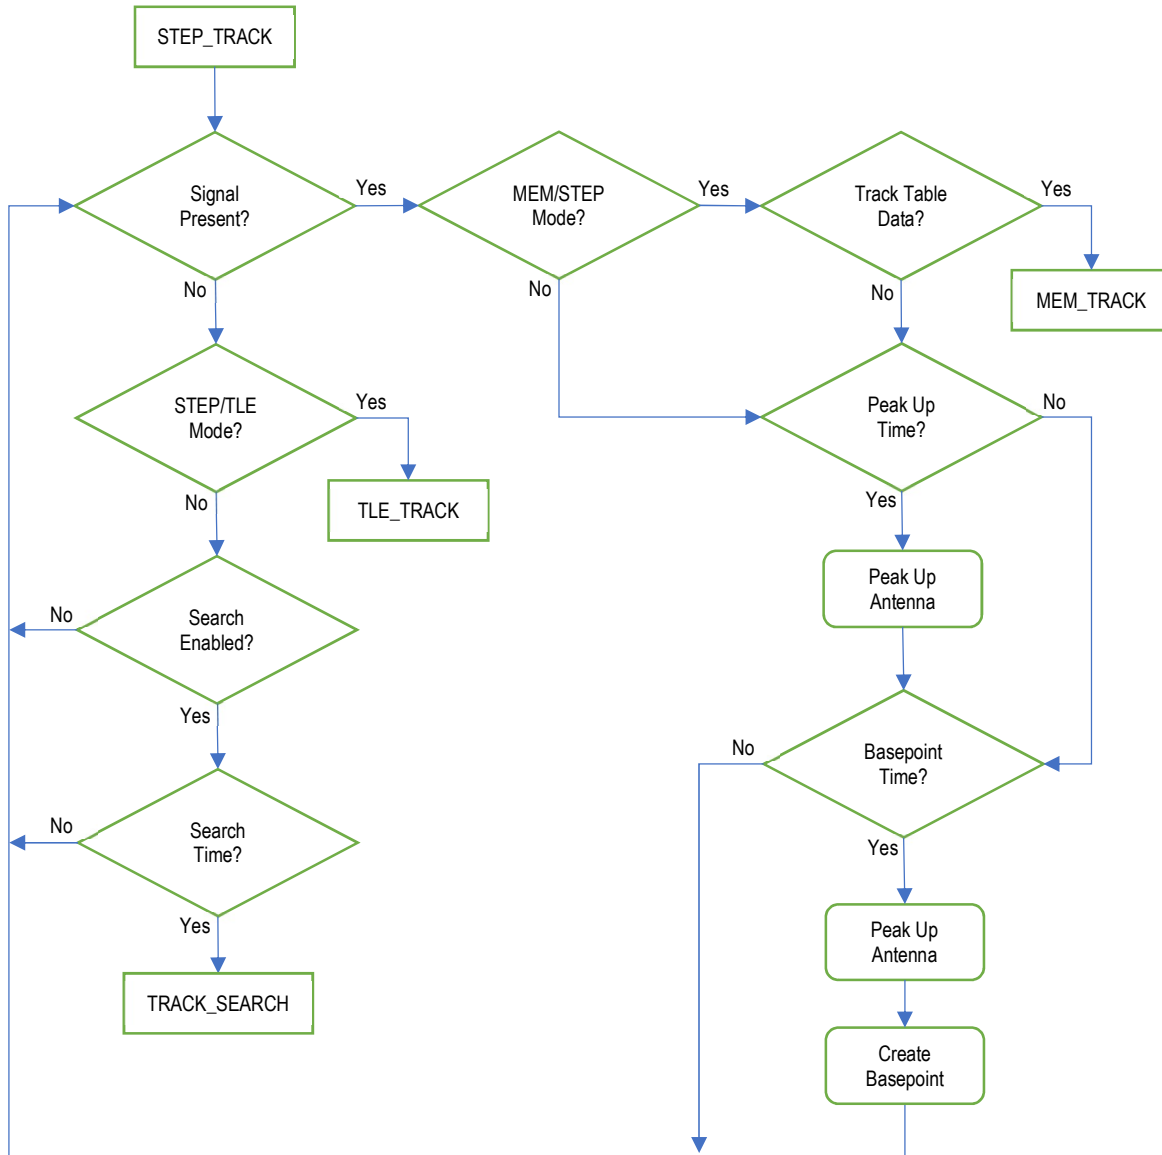 STEP_TRACK
Signal
Present?
Yes
MEM/STEP
Mode?
Yes
Track Table
Data?
Yes
No
No
No
MEM_TRACK
STEP/TLE
Mode?
Yes
Peak Up
Time?
No
No
TLE_TRACK
Yes
Peak Up
Antenna
No
Search
Enabled?
Yes
No
Basepoint
Time?
No
Search
Time?
Yes
Yes
Peak Up
Antenna
TRACK_SEARCH
Create
Basepoint